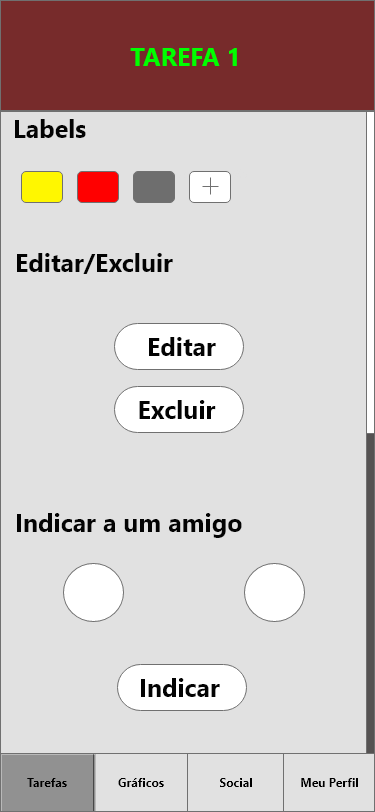 TAREFA 1
Labels
Editar/Excluir
Editar
Excluir
Indicar a um amigo
Indicar
Tarefas Gráficos Social Meu Perfil